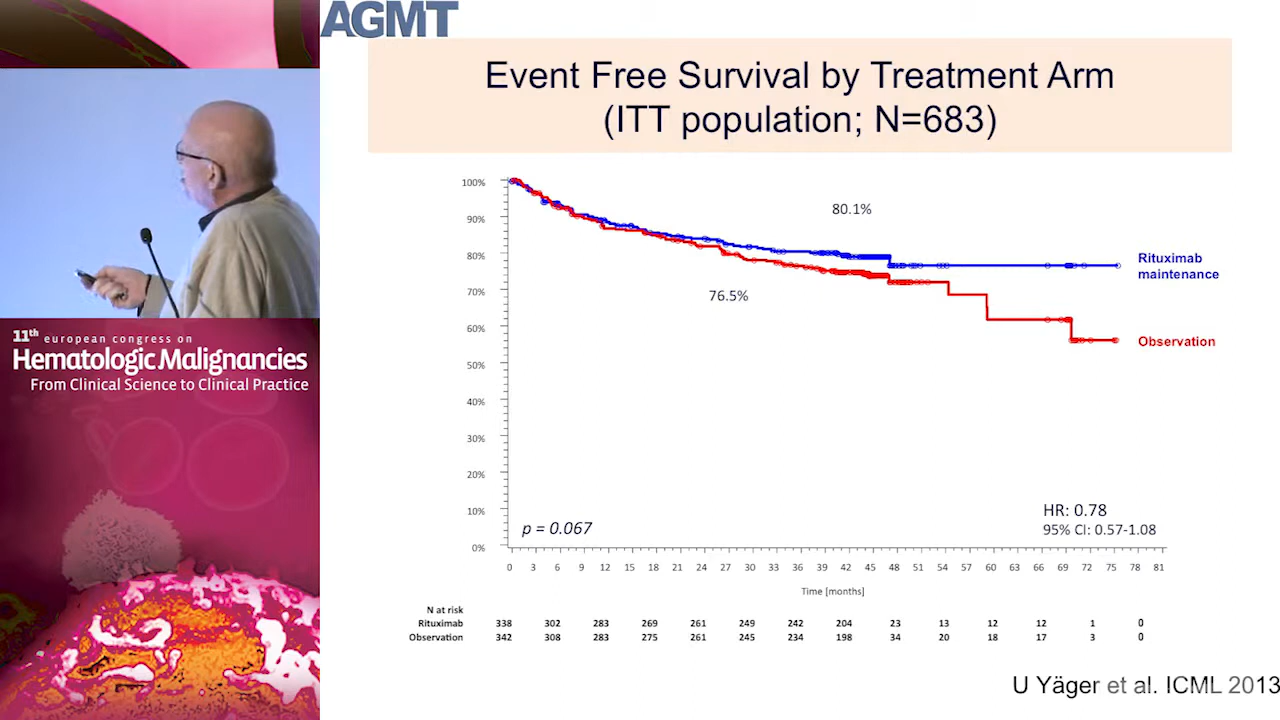 AGMT
Event Free Survival by Treatment Arm
(ITT population; N=683)
11th european congress on
Hematologic Malignancies
From Clinical Science to Clinical Practice
100%
90%
80%
70%
60%
50%
40%
30%
20%
10%
0%
80.1%
76.5%
Rituximab
maintenance
Observation
p = 0.067
HR: 0.78
95% CI: 0.57-1.08
0 3 6 9 12 15 18 21 24 27 30 33 36 39 42 45 48 51 54 57 60 63 66 69 72 75 78 81
Time [months]
N at risk
Rituximab 338 302 283 269 261 249 242 204 23 13 12 12 1 0
Observation 342 308 283 275 261 245 234 198 34 20 18 17 3 0
U Yäger et al. ICML 2013